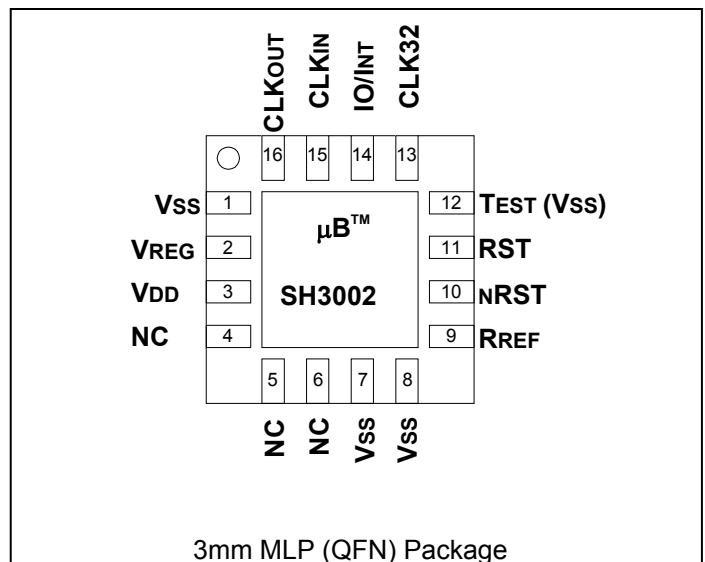 CLKOUT
CLKIN
IO/INT
CLK32
16
15
14
13
VSS 1
VREG 2
VDD 3
NC 4
μB™
SH3002
12 TEST (VSS)
11 RST
10 NRST
9 RREF
5
6
7
8
NC
NC
VSS
VSS
3mm MLP (QFN) Package